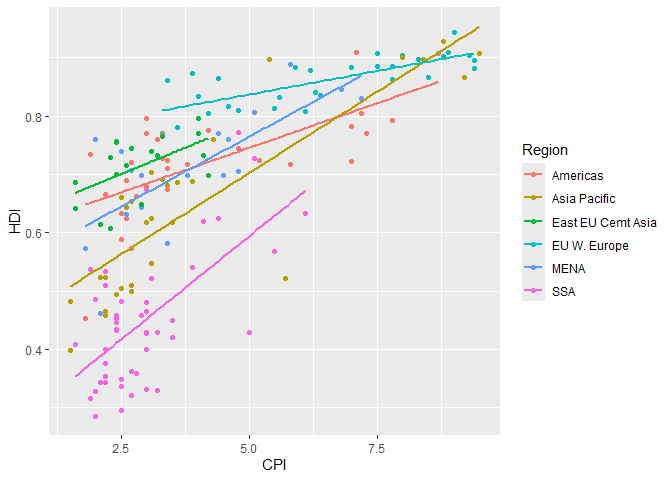 HDI
0.8
0.6
0.4
2.5
5.0
7.5
CPI
Region
Americas
Asia Pacific
East EU Cemt Asia
EU W. Europe
MENA
SSA